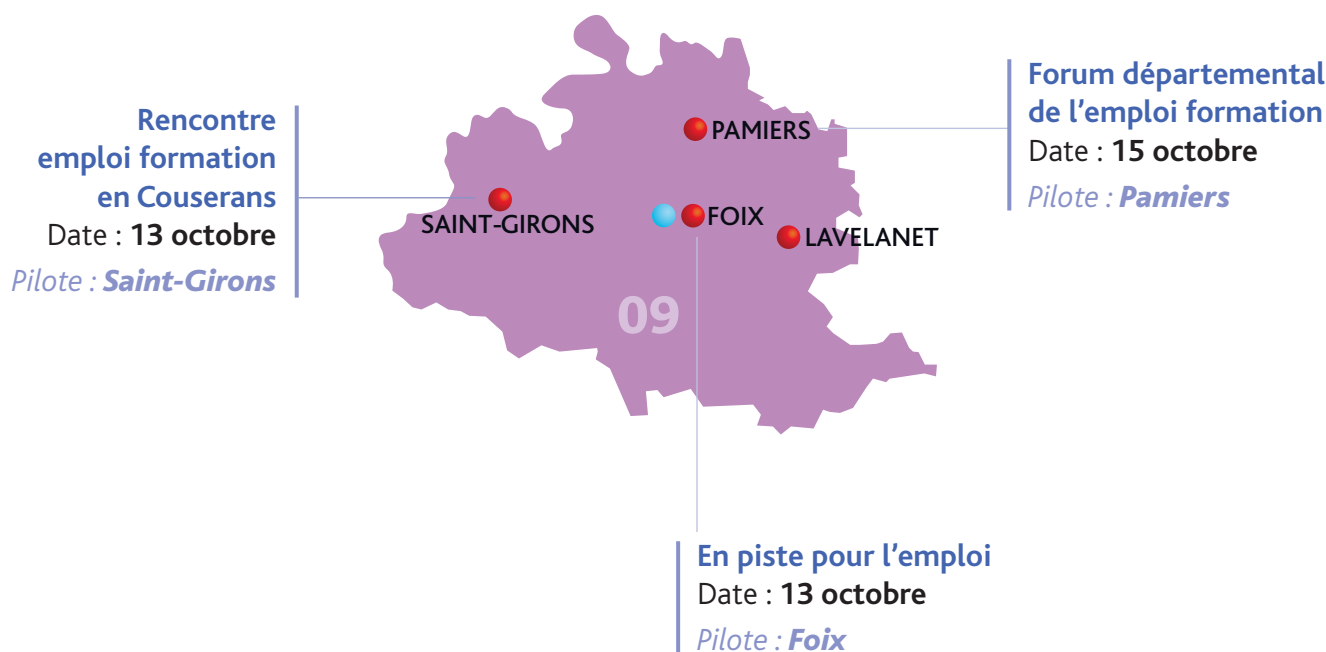 Rencontre
emploi formation
en Couserans
Date : 13 octobre
Pilote : Saint-Girons
Forum départemental
de l’emploi formation
Date : 15 octobre
Pilote : Pamiers
PAMIERS
SAINT-GIRONS
FOIX
LAVELANET
09
En piste pour l’emploi
Date : 13 octobre
Pilote : Foix